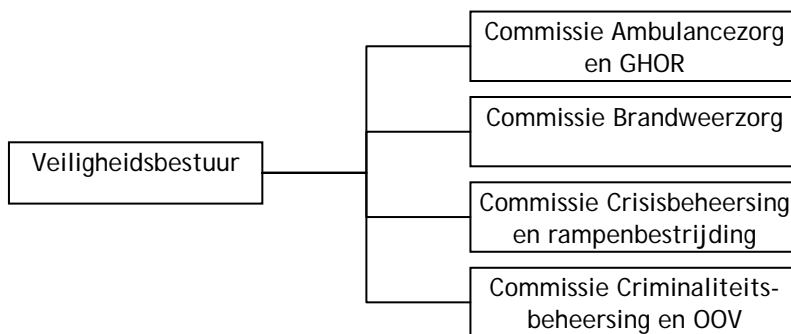 Commissie Ambulancezorg
en GHOR
Commissie Brandweerzorg
Veiligheidsbestuur
Commissie Crisisbeheersing
en rampenbestrijding
Commissie Criminaliteits-
beheersing en OOV